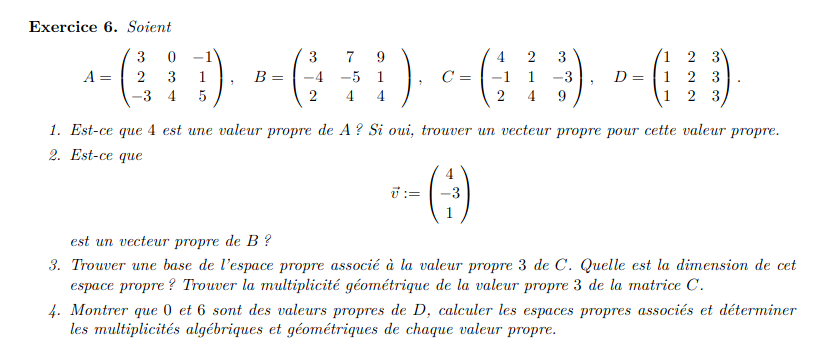 Exercice 6. Soient
A = \begin{pmatrix} 3 & 0 & -1 \\ 2 & 3 & 1 \\ -3 & 4 & 5 \end{pmatrix}, B = \begin{pmatrix} 3 & 7 & 9 \\ -4 & -5 & 1 \\ 2 & 4 & 4 \end{pmatrix}, C = \begin{pmatrix} 4 & 2 & 3 \\ -1 & 1 & -3 \\ 2 & 4 & 9 \end{pmatrix}, D = \begin{pmatrix} 1 & 2 & 3 \\ 1 & 2 & 3 \\ 1 & 2 & 3 \end{pmatrix}.
1. Est-ce que 4 est une valeur propre de A ? Si oui, trouver un vecteur propre pour cette valeur propre.
2. Est-ce que
\vec{v} := \begin{pmatrix} 4 \\ -3 \\ 1 \end{pmatrix}
est un vecteur propre de B ?
3. Trouver une base de l'espace propre associé à la valeur propre 3 de C. Quelle est la dimension de cet
espace propre ? Trouver la multiplicité géométrique de la valeur propre 3 de la matrice C.
4. Montrer que 0 et 6 sont des valeurs propres de D, calculer les espaces propres associés et déterminer
les multiplicités algébriques et géométriques de chaque valeur propre.